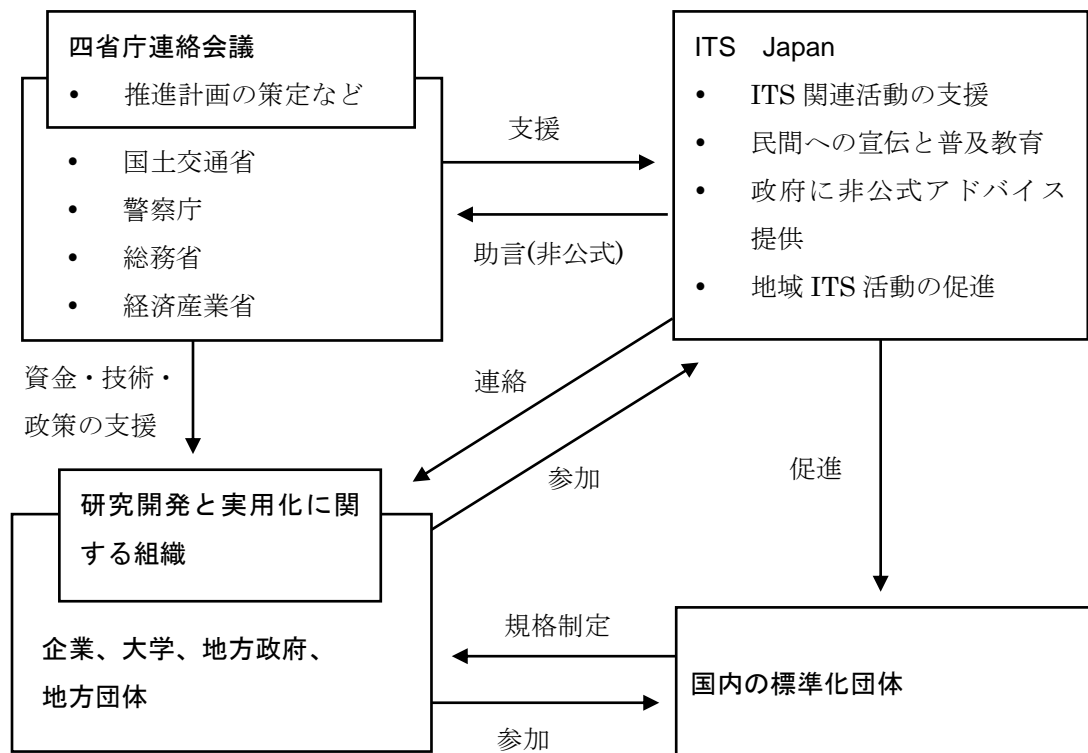 四省庁連絡会議
• 推進計画の策定など
• 国土交通省
• 警察庁
• 総務省
• 経済産業省
支援
助言(非公式)
ITS Japan
• ITS 関連活動の支援
• 民間への宣伝と普及教育
• 政府に非公式アドバイス
提供
• 地域 ITS 活動の促進
資金・技術・
政策の支援
連絡
参加
促進
研究開発と実用化に関
する組織
企業、大学、地方政府、
地方団体
規格制定
参加
国内の標準化団体